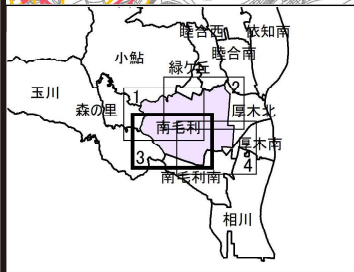 睦合西 依知南
小鮎 睦合南
緑ケ丘
玉川 1 2
森の里 厚木北
南毛利
3 厚木南
4
南毛利南
相川